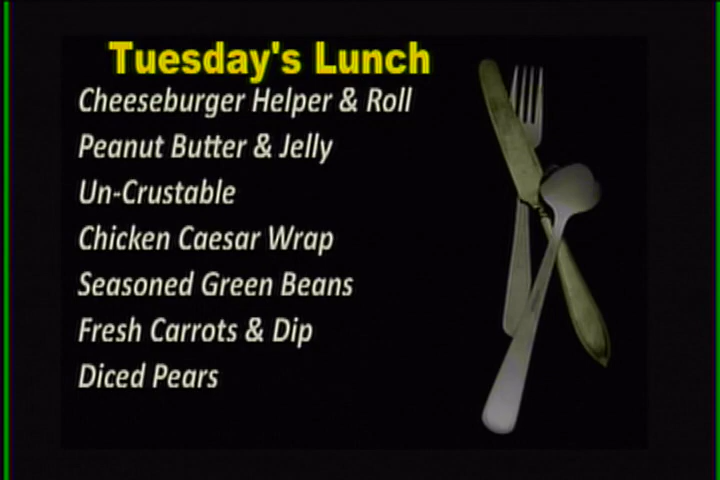 Tuesday's Lunch
Cheeseburger Helper & Roll
Peanut Butter & Jelly
Un-Crustable
Chicken Caesar Wrap
Seasoned Green Beans
Fresh Carrots & Dip
Diced Pears